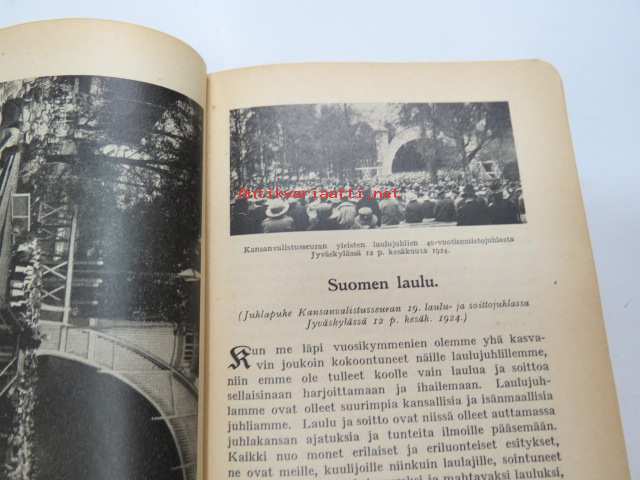 Antikvariaatti.net
Kansanvalistusseuran yleisten laulujuhlien 40-vuotismuistojuhlasta
Jyväskylässä 12 p. kesäkuuta 1924.
Suomen laulu.
(Juhlapuhe Kansanvalistusseuran 19. laulu- ja soittojuhlassa
Jyväskylässä 12 p. kesäk. 1924.)
Kun me läpi vuosikymmenien olemme yhä kasva-
vin joukoin kokoontuneet näille laulujuhlillemme,
niin emme ole tulleet koolle vain laulua ja soittoa
sellaisinaan harjoittamaan ja ihailemaan. Laulujuh-
lamme ovat olleet suurimpia kansallisia ja isänmaallisia
juhliamme. Laulu ja soitto ovat niissä olleet auttamassa
juhlakansan ajatuksia ja tunteita ilmoille pääsemään.
Kaikki nuo monet erilaiset ja eriluonteiset esitykset,
ne ovat meille, kuulijoille niinkuin laulajille, sointuneet
ja mahtavaksi lauluksi,